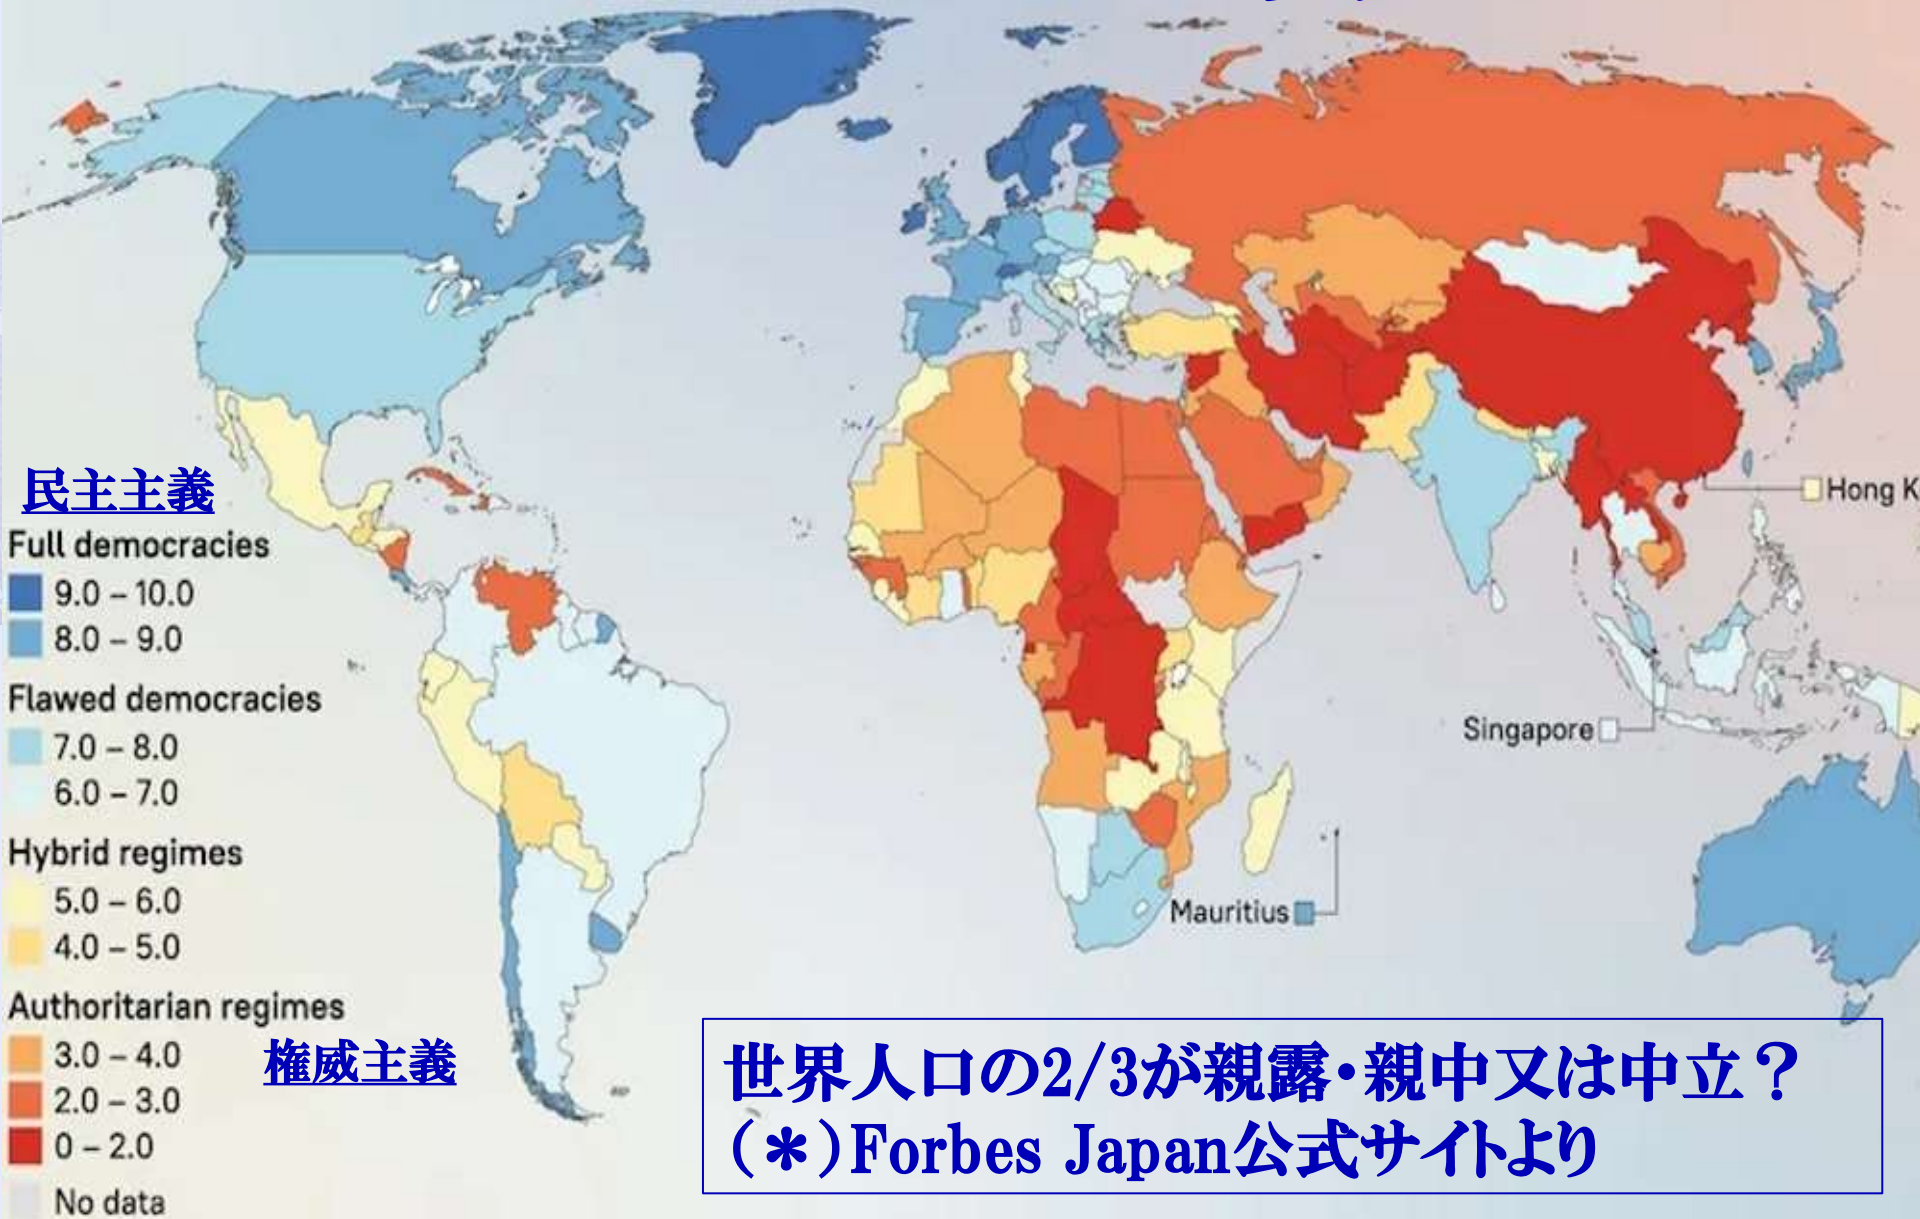 民主主義
Full democracies
9.0 – 10.0
8.0 – 9.0
Flawed democracies
7.0 – 8.0
6.0 – 7.0
Hybrid regimes
5.0 – 6.0
4.0 – 5.0
Authoritarian regimes
3.0 – 4.0
2.0 – 3.0
0 – 2.0
No data
権威主義
Hong K
Singapore
Mauritius
世界人口の2/3が親露・親中又は中立？
（＊）Forbes Japan公式サイトより